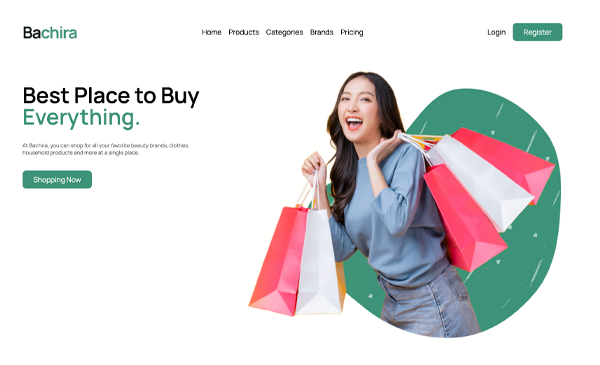 Bachira
Home Products Categories Brands Pricing
Login Register
Best Place to Buy
Everything.
At Bachira, you can shop for all your favorite beauty brands, clothes,
household products and more at a single place.
Shopping Now